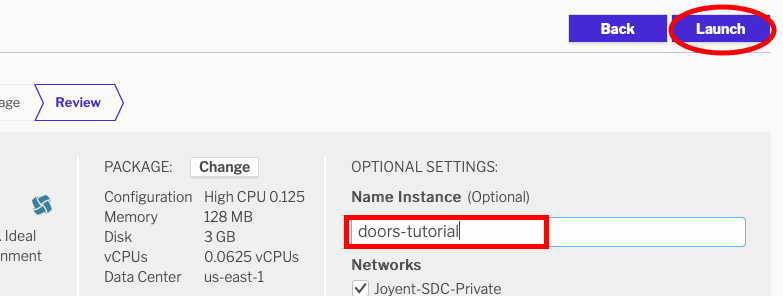 Back
Launch
age
Review
PACKAGE: Change
OPTIONAL SETTINGS:
Configuration High CPU 0.125
Memory 128 MB
Disk 3 GB
vCPUs 0.0625 vCPUs
Data Center us-east-1
. Ideal
nment
Name Instance (Optional)
doors-tutorial
Networks
Joyent-SDC-Private